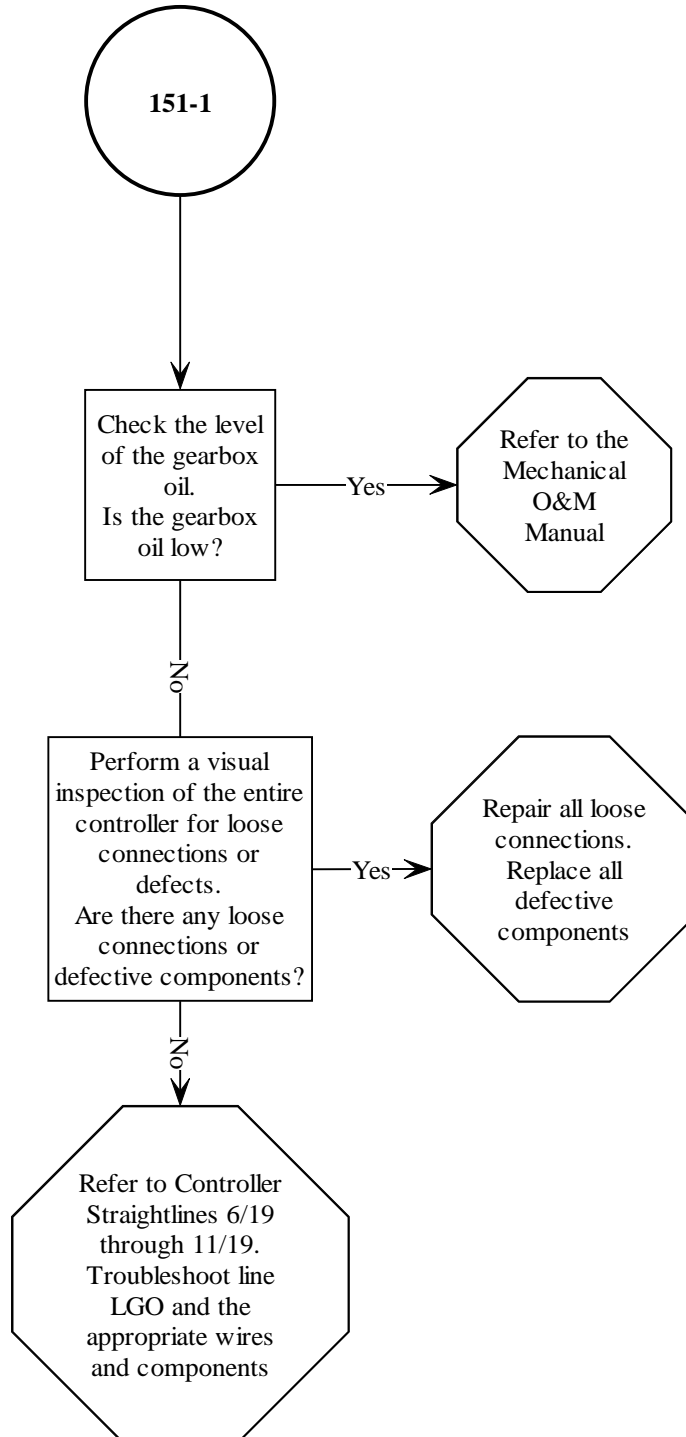 151-1
Check the level
of the gearbox
oil.
Is the gearbox
oil low?
Yes
Refer to the
Mechanical
O&M
Manual
No
Perform a visual
inspection of the entire
controller for loose
connections or
defects.
Are there any loose
connections or
defective components?
Yes
Repair all loose
connections.
Replace all
defective
components
No
Refer to Controller
Straightlines 6/19
through 11/19.
Troubleshoot line
LGO and the
appropriate wires
and components